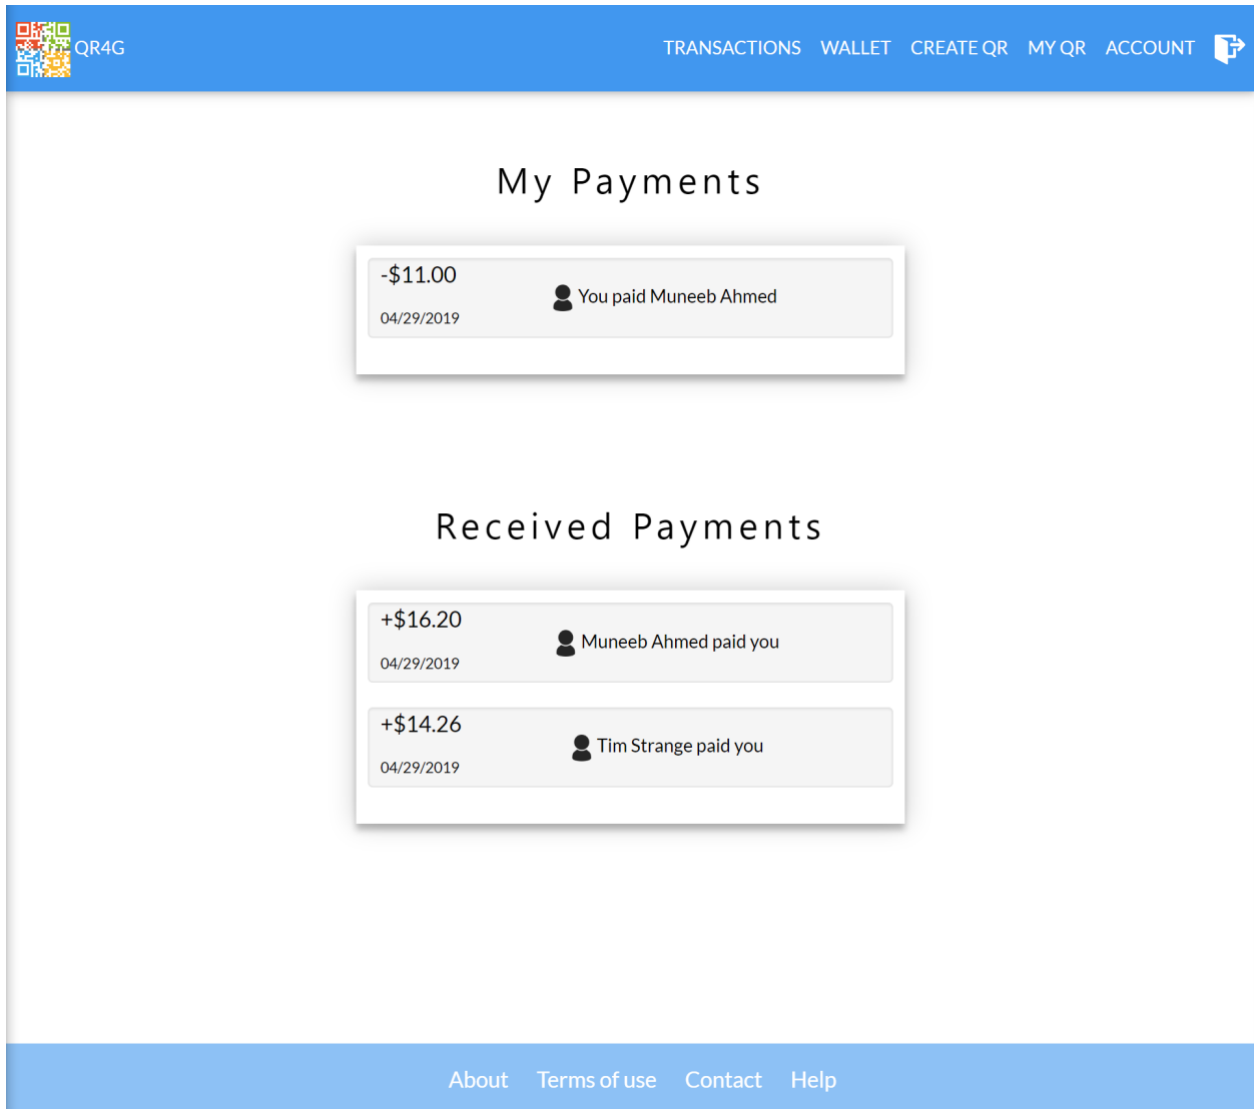 QR4G TRANSACTIONS WALLET CREATE QR MY QR ACCOUNT
My Payments
-$11.00
You paid Muneeb Ahmed
04/29/2019
Received Payments
+$16.20
Muneeb Ahmed paid you
04/29/2019
+$14.26
Tim Strange paid you
04/29/2019
About Terms of use Contact Help